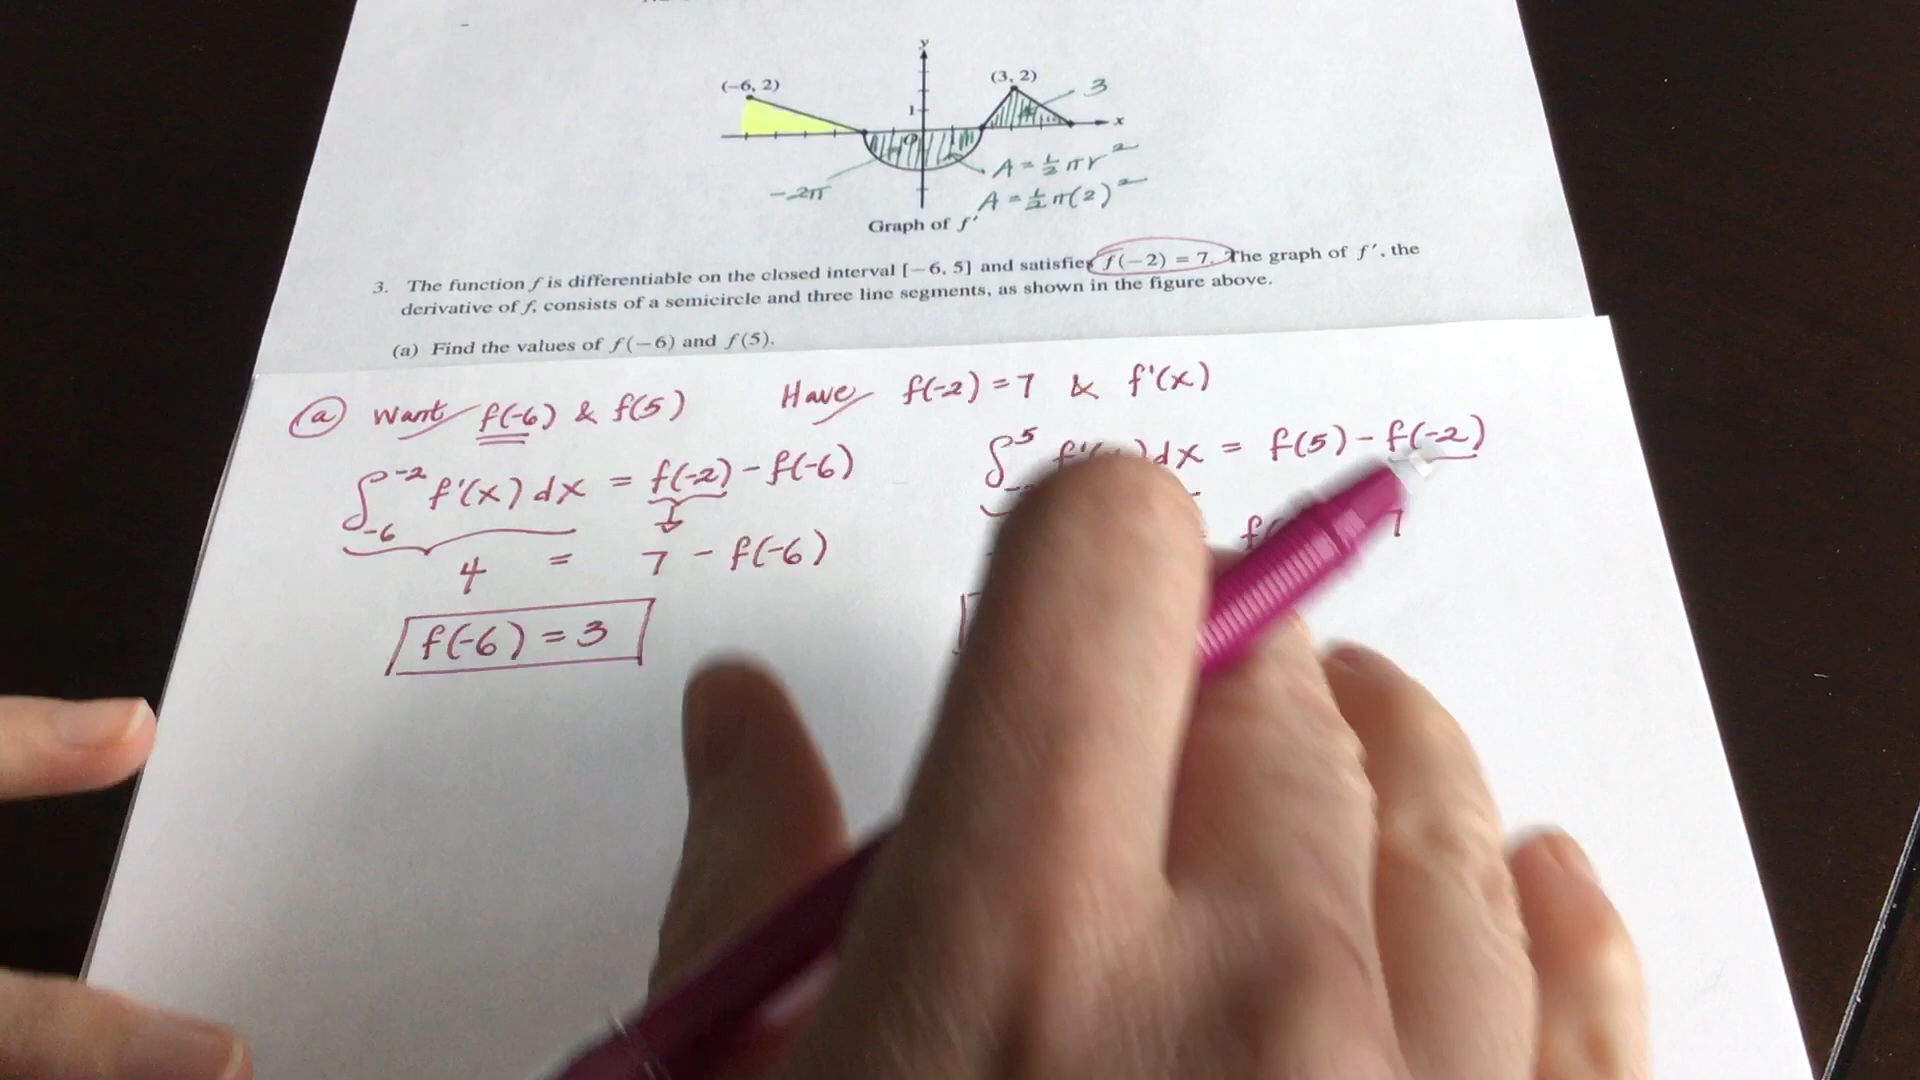 y
(−6, 2)
(3, 2)
3
1
x
A = ½πr²
−2π
A = ½π(2)²
Graph of f′
3. The function f is differentiable on the closed interval [−6, 5] and satisfies f(−2) = 7. The graph of f′, the
derivative of f, consists of a semicircle and three line segments, as shown in the figure above.
(a) Find the values of f(−6) and f(5).
(a) Want f(-6) & f(5) Have f(-2) = 7 & f'(x)
∫₋₆⁻² f'(x) dx = f(-2) - f(-6)
4 = 7 - f(-6)
f(-6) = 3
∫ ⁵ dx = f(5) - f(-2)
7